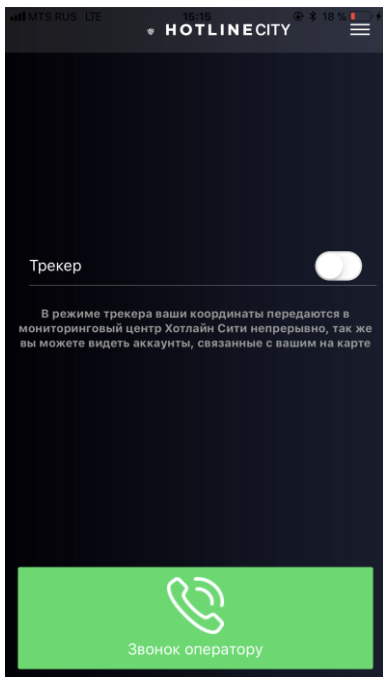 MTS RUS LTE 15:15 18 %
HOTLINECITY
Трекер
В режиме трекера ваши координаты передаются в
мониторинговый центр Хотлайн Сити непрерывно, так же
вы можете видеть аккаунты, связанные с вашим на карте
Звонок оператору